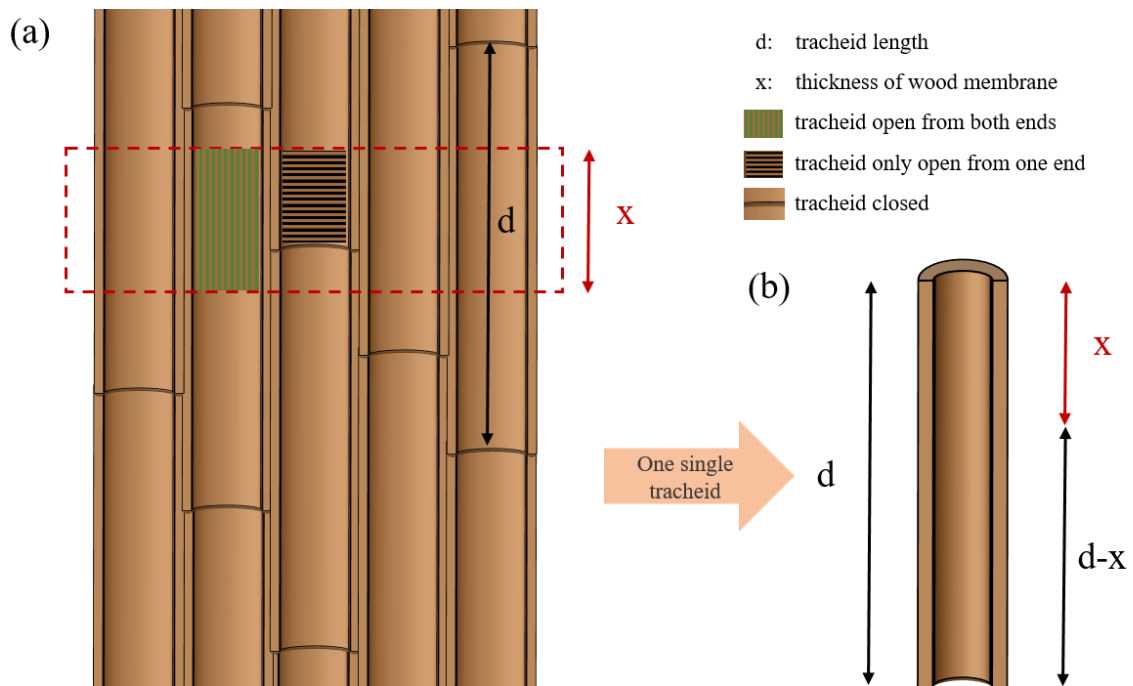 (a)
d: tracheid length
x: thickness of wood membrane
tracheid open from both ends
tracheid only open from one end
tracheid closed
d
x
(b)
One single
tracheid
d
x
d-x